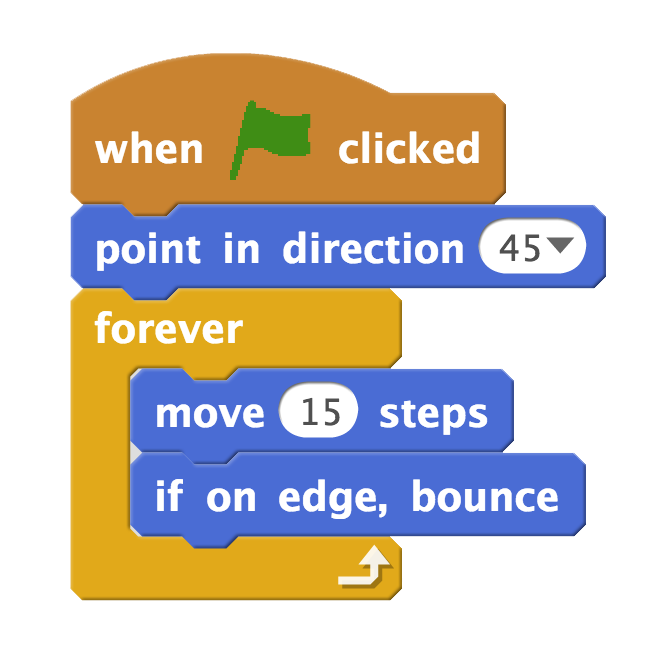 when clicked
point in direction 45
forever
move 15 steps
if on edge, bounce